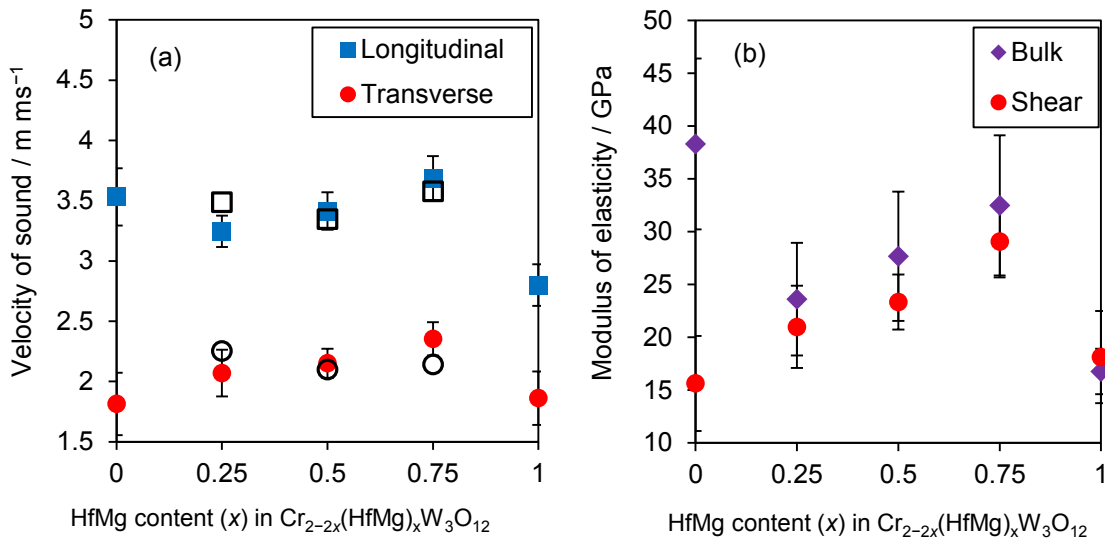 (a)
Longitudinal
Transverse
Velocity of sound / m ms⁻¹
5
4.5
4
3.5
3
2.5
2
1.5
0 0.25 0.5 0.75 1
HfMg content (x) in Cr₂₋₂ₓ(HfMg)ₓW₃O₁₂
(b)
Bulk
Shear
Modulus of elasticity / GPa
50
45
40
35
30
25
20
15
10
0 0.25 0.5 0.75 1
HfMg content (x) in Cr₂₋₂ₓ(HfMg)ₓW₃O₁₂